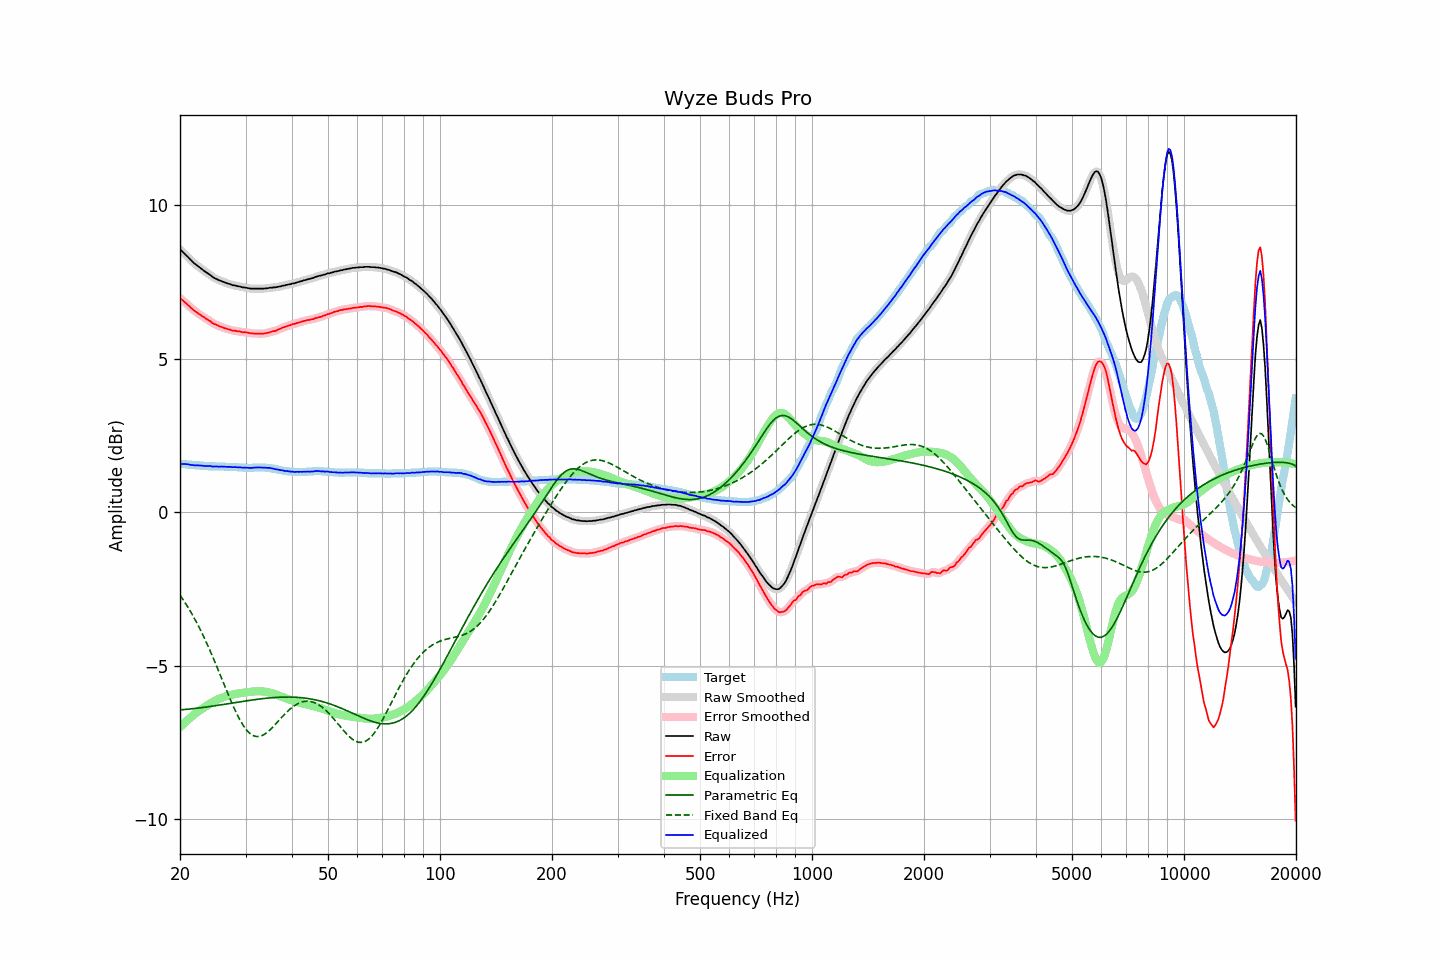 Wyze Buds Pro
Amplitude (dBr)
10
5
0
−5
−10
Target
Raw Smoothed
Error Smoothed
Raw
Error
Equalization
Parametric Eq
Fixed Band Eq
Equalized
20
50
100
200
500
1000
2000
5000
10000
20000
Frequency (Hz)